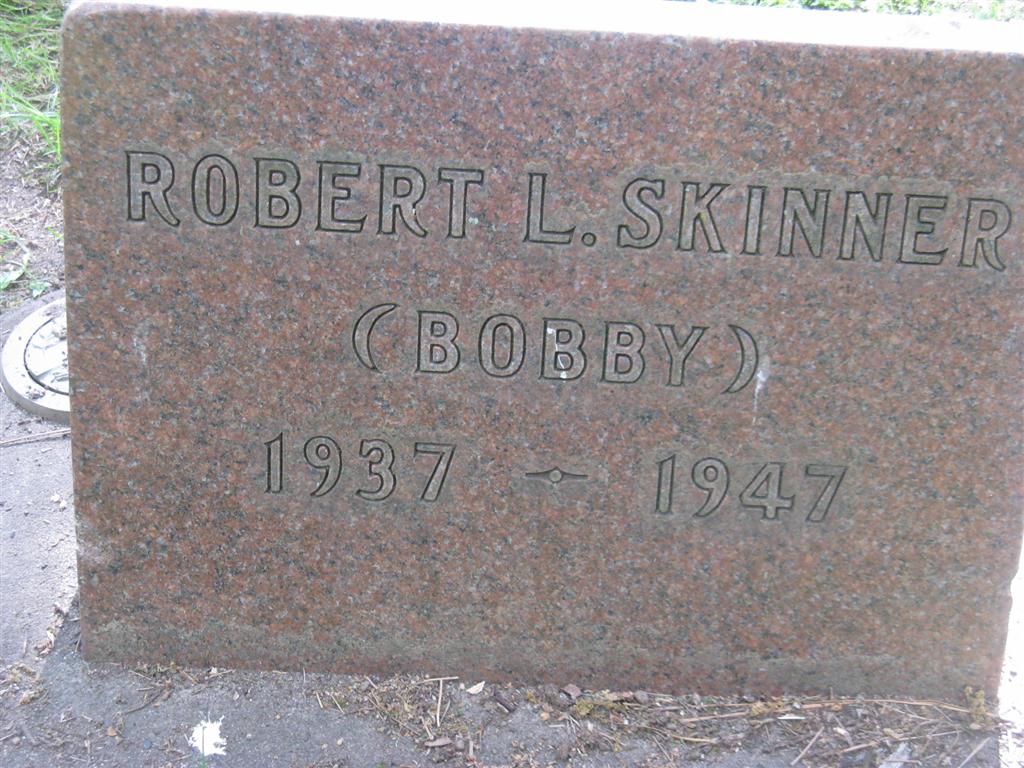 ROBERT L. SKINNER
(BOBBY)
1937 - 1947